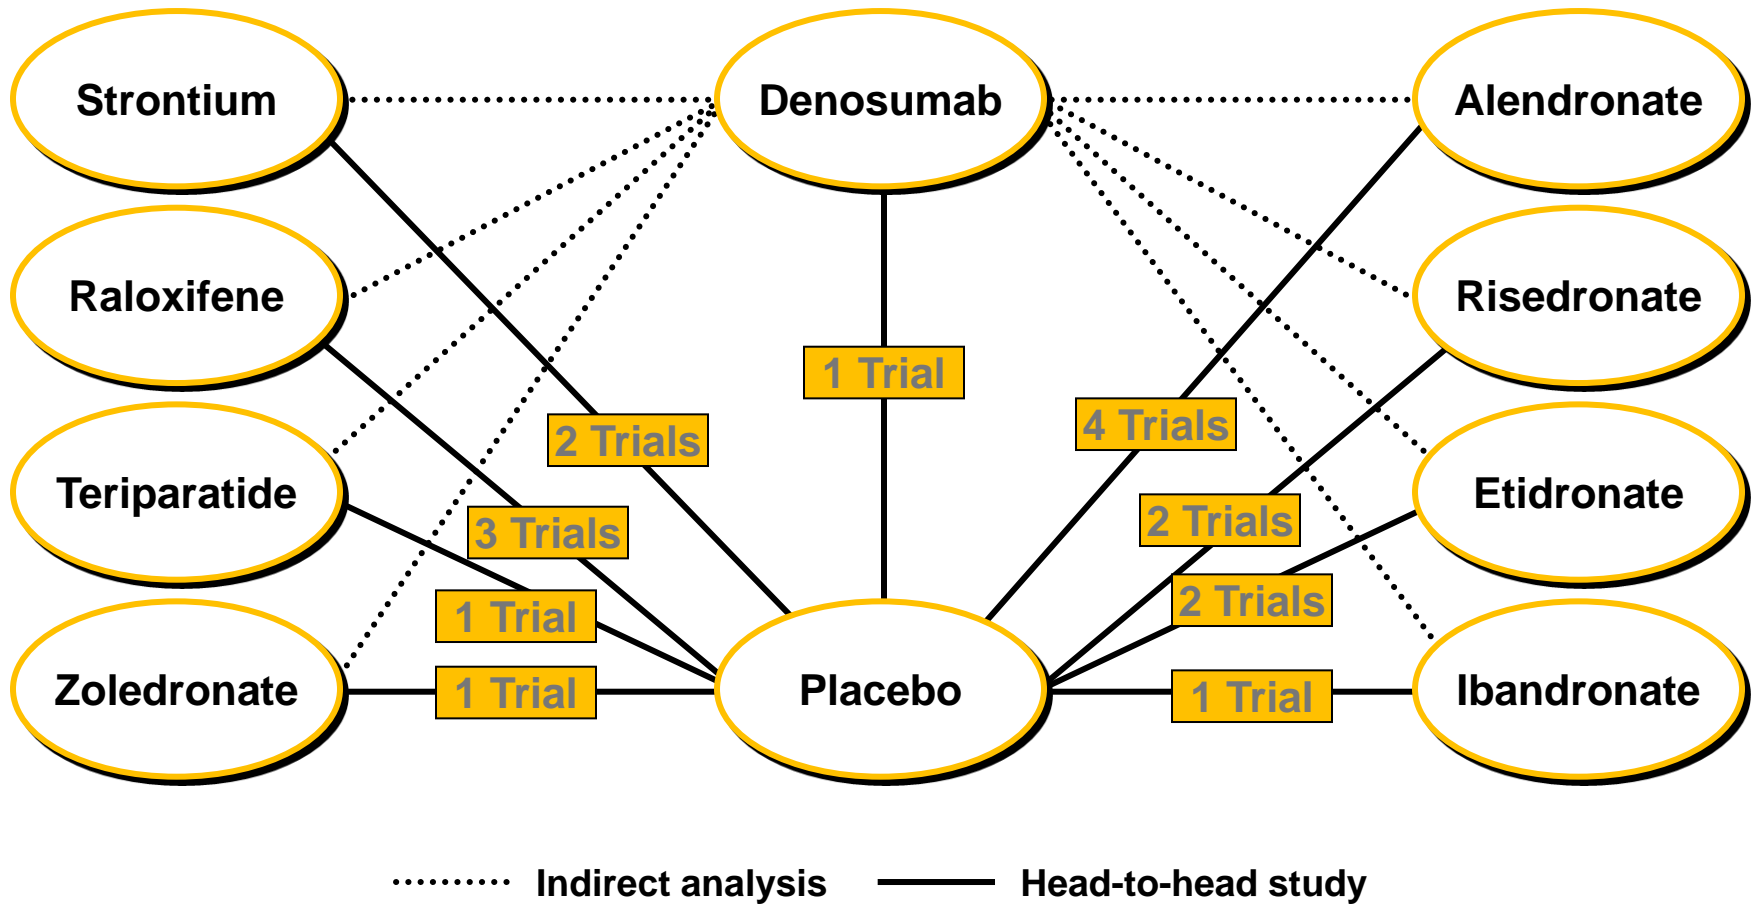 Strontium
Denosumab
Alendronate
Raloxifene
Risedronate
1 Trial
2 Trials
4 Trials
Teriparatide
Etidronate
3 Trials
2 Trials
1 Trial
2 Trials
Zoledronate
1 Trial
Placebo
1 Trial
Ibandronate
Indirect analysis
Head-to-head study